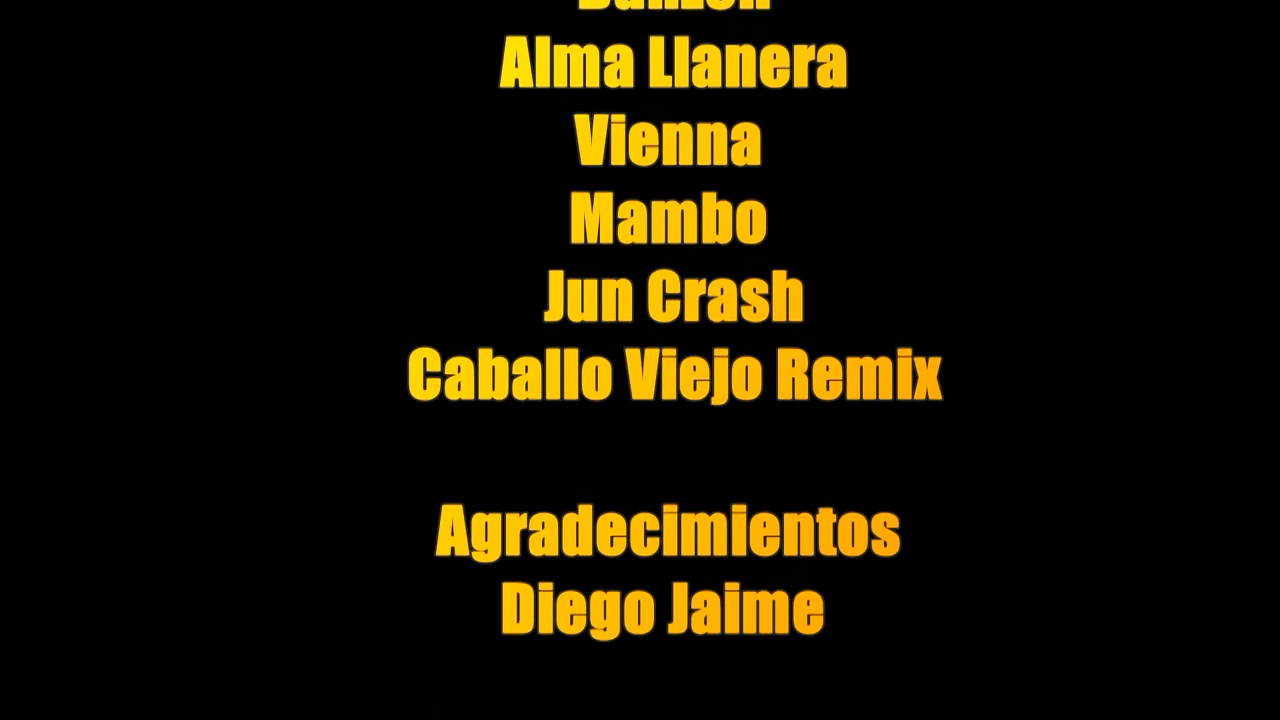 Alma Llanera
Vienna
Mambo
Jun Crash
Caballo Viejo Remix
Agradecimientos
Diego Jaime